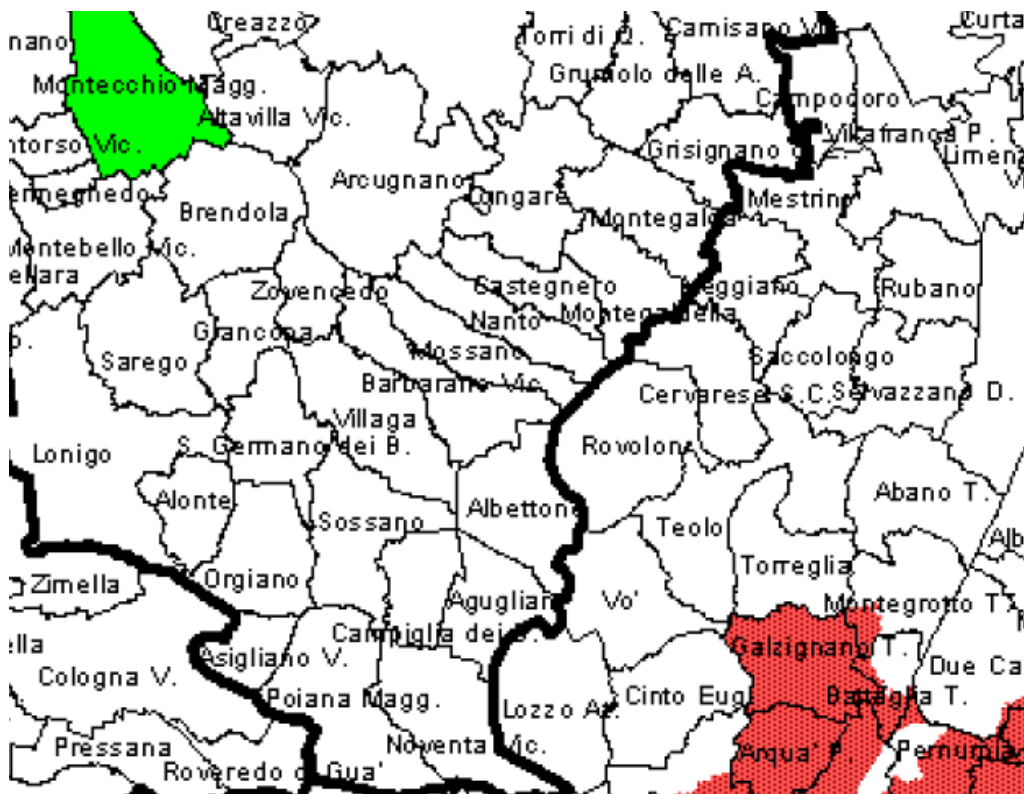 Creazzo
Torri di Q.
Camisano Vi
Curta
nano
Montecchio Magg.
Grumolo delle A.
Altavilla Vic.
Campodoro
Villafranca P.
ntorso Vic.
Grisignano
Limena
Arcugnano
Longare
Mestrino
Brendola
Montegalda
Montebello Vic.
ellara
Zovencedo
Castegnero
Veggiano
Rubano
Montegaldella
Nanto
Grancona
Sarego
Mossano
Saccolongo
Barbarano Vic.
Cervarese S.C.
Selvazzano D.
Villaga
S. Germano dei B.
Rovolon
Lonigo
Alonte
Abano T.
Albettone
Sossano
Teolo
Alb
Zimella
Orgiano
Torreglia
Agugliar
Vo'
Montegrotto T.
Campiglia dei B.
ella
Galzignano T.
Asigliano V.
Due Ca
Cologna V.
Poiana Magg.
Cinto Eug
Battaglia T.
Lozzo At.
Pressana
Noventa Vic.
Arqua' P.
Pernumia
Roveredo di Gua'